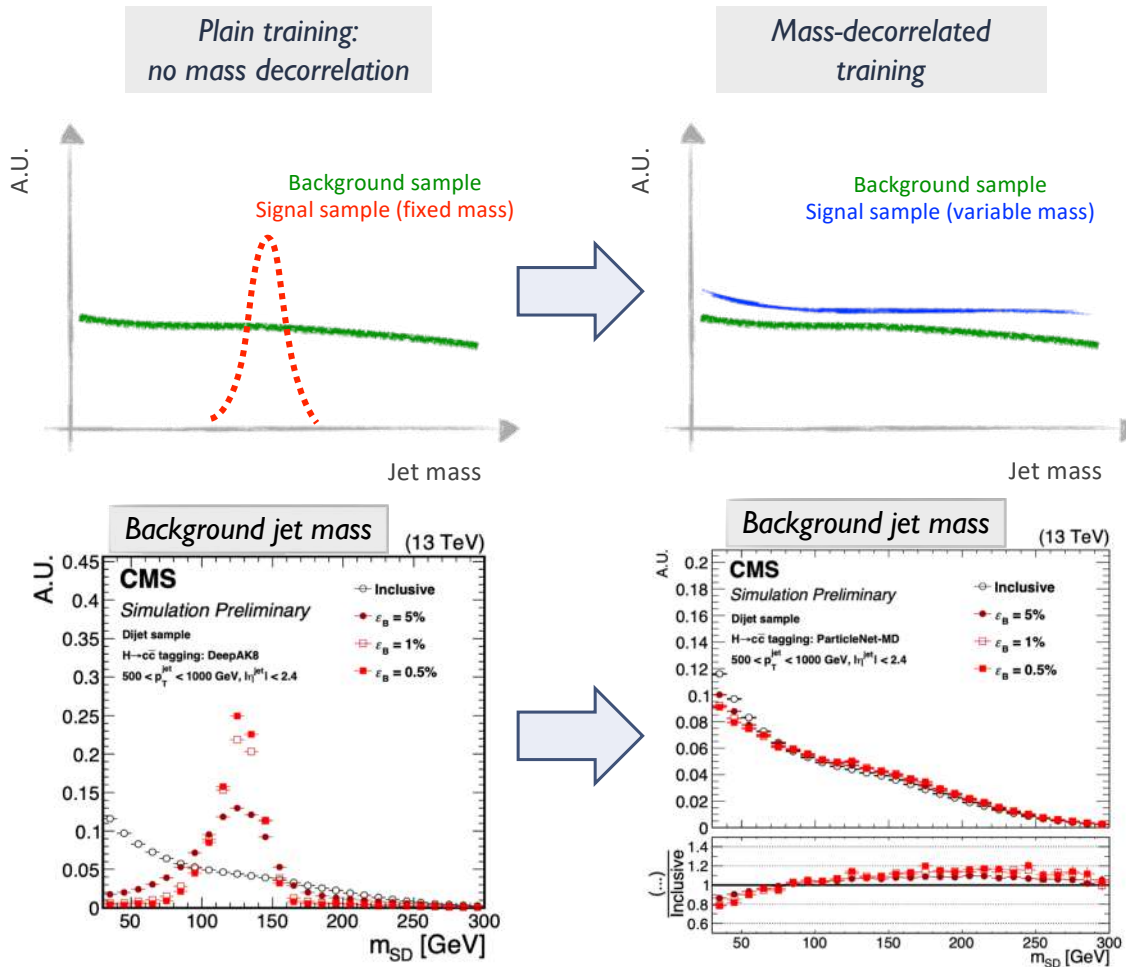 Plain training:
no mass decorrelation
Mass-decorrelated
training
A.U.
Background sample
Signal sample (fixed mass)
Jet mass
A.U.
Background sample
Signal sample (variable mass)
Jet mass
Background jet mass
(13 TeV)
A.U.
CMS
Simulation Preliminary
Dijet sample
H→cc̄ tagging: DeepAK8
500 < p_T^jet < 1000 GeV, |η^jet| < 2.4
Inclusive
ε_B = 5%
ε_B = 1%
ε_B = 0.5%
0.45
0.4
0.35
0.3
0.25
0.2
0.15
0.1
0.05
0
50 100 150 200 250 300
m_SD [GeV]
Background jet mass
(13 TeV)
A.U.
CMS
Simulation Preliminary
Dijet sample
H→cc̄ tagging: ParticleNet-MD
500 < p_T^jet < 1000 GeV, |η^jet| < 2.4
Inclusive
ε_B = 5%
ε_B = 1%
ε_B = 0.5%
0.2
0.18
0.16
0.14
0.12
0.1
0.08
0.06
0.04
0.02
0
(...)
Inclusive
1.4
1.2
1
0.8
0.6
50 100 150 200 250 300
m_SD [GeV]